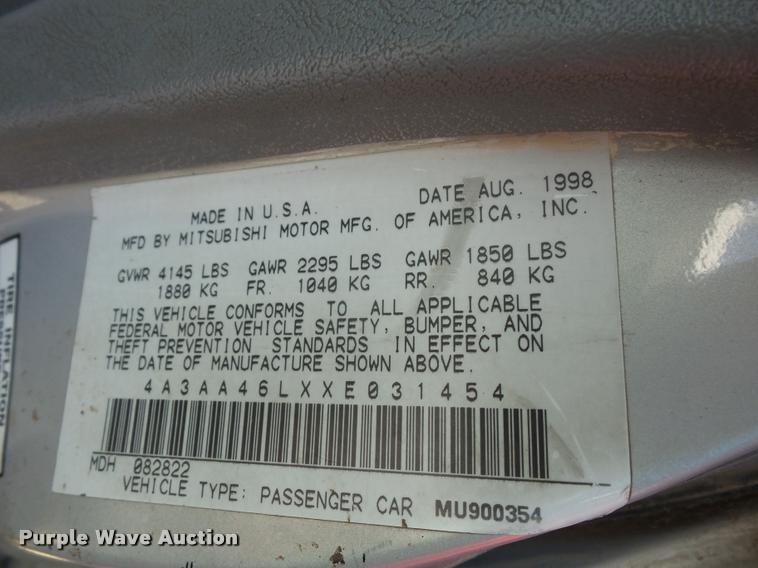 DATE AUG. 1998
MADE IN U.S.A.
MFD BY MITSUBISHI MOTOR MFG. OF AMERICA, INC.
GVWR 4145 LBS GAWR 2295 LBS GAWR 1850 LBS
1880 KG FR. 1040 KG RR. 840 KG
THIS VEHICLE CONFORMS TO ALL APPLICABLE
FEDERAL MOTOR VEHICLE SAFETY, BUMPER, AND
THEFT PREVENTION STANDARDS IN EFFECT ON
THE DATE OF MANUFACTURE SHOWN ABOVE.
4A3AA46LXXE031454
MDH 082822
VEHICLE TYPE: PASSENGER CAR MU900354
TIRE INFLATION
Purple Wave Auction®